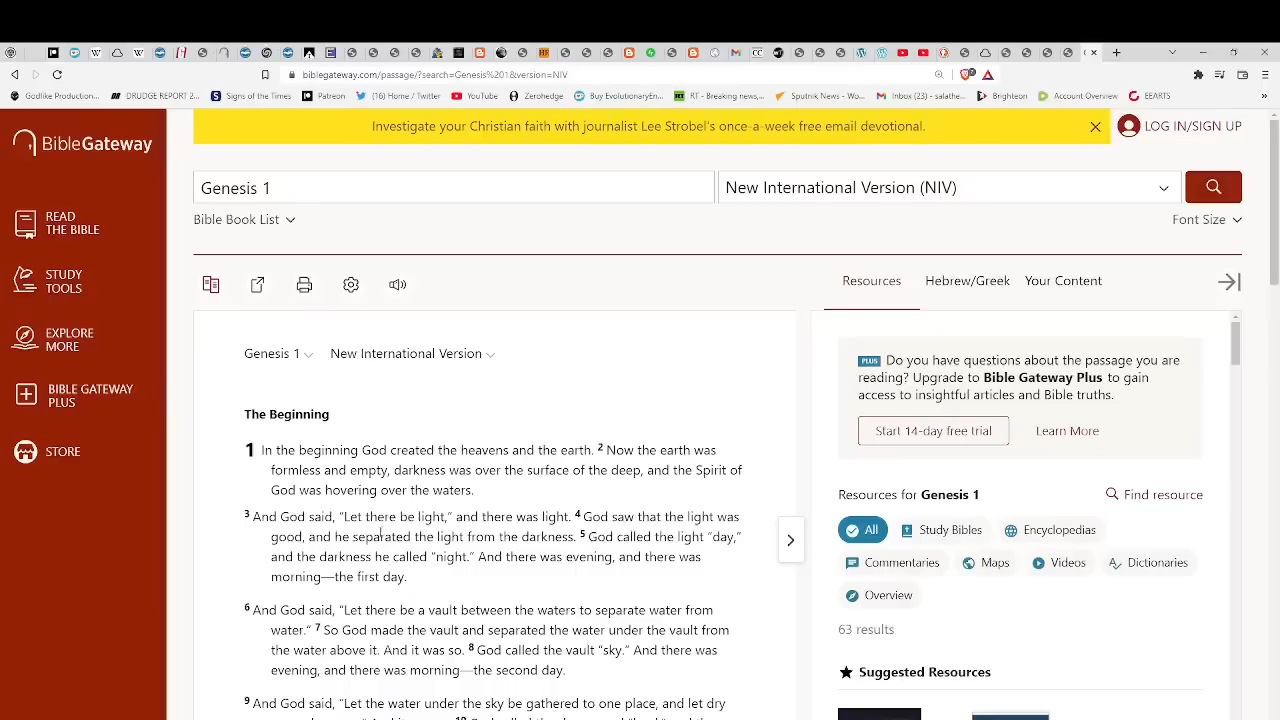 biblegateway.com/passage/?search=Genesis%201&version=NIV
Godlike Production... DRUDGE REPORT 2... Signs of the Times Patreon (16) Home / Twitter YouTube Zerohedge Buy EvolutionaryEn... RT - Breaking news,... Sputnik News - Wo... Inbox (23) - salathe... Brighteon Account Overview EEARTS
Investigate your Christian faith with journalist Lee Strobel's once-a-week free email devotional.
LOG IN/SIGN UP
BibleGateway
READ
THE BIBLE
STUDY
TOOLS
EXPLORE
MORE
BIBLE GATEWAY
PLUS
STORE
Genesis 1
New International Version (NIV)
Bible Book List
Font Size
Resources Hebrew/Greek Your Content
Genesis 1 New International Version
The Beginning
1 In the beginning God created the heavens and the earth. 2 Now the earth was
formless and empty, darkness was over the surface of the deep, and the Spirit of
God was hovering over the waters.
3 And God said, “Let there be light,” and there was light. 4 God saw that the light was
good, and he separated the light from the darkness. 5 God called the light “day,”
and the darkness he called “night.” And there was evening, and there was
morning—the first day.
6 And God said, “Let there be a vault between the waters to separate water from
water.” 7 So God made the vault and separated the water under the vault from
the water above it. And it was so. 8 God called the vault “sky.” And there was
evening, and there was morning—the second day.
9 And God said, “Let the water under the sky be gathered to one place, and let dry
PLUS Do you have questions about the passage you are
reading? Upgrade to Bible Gateway Plus to gain
access to insightful articles and Bible truths.
Start 14-day free trial Learn More
Resources for Genesis 1 Find resource
All Study Bibles Encyclopedias
Commentaries Maps Videos Dictionaries
Overview
63 results
Suggested Resources